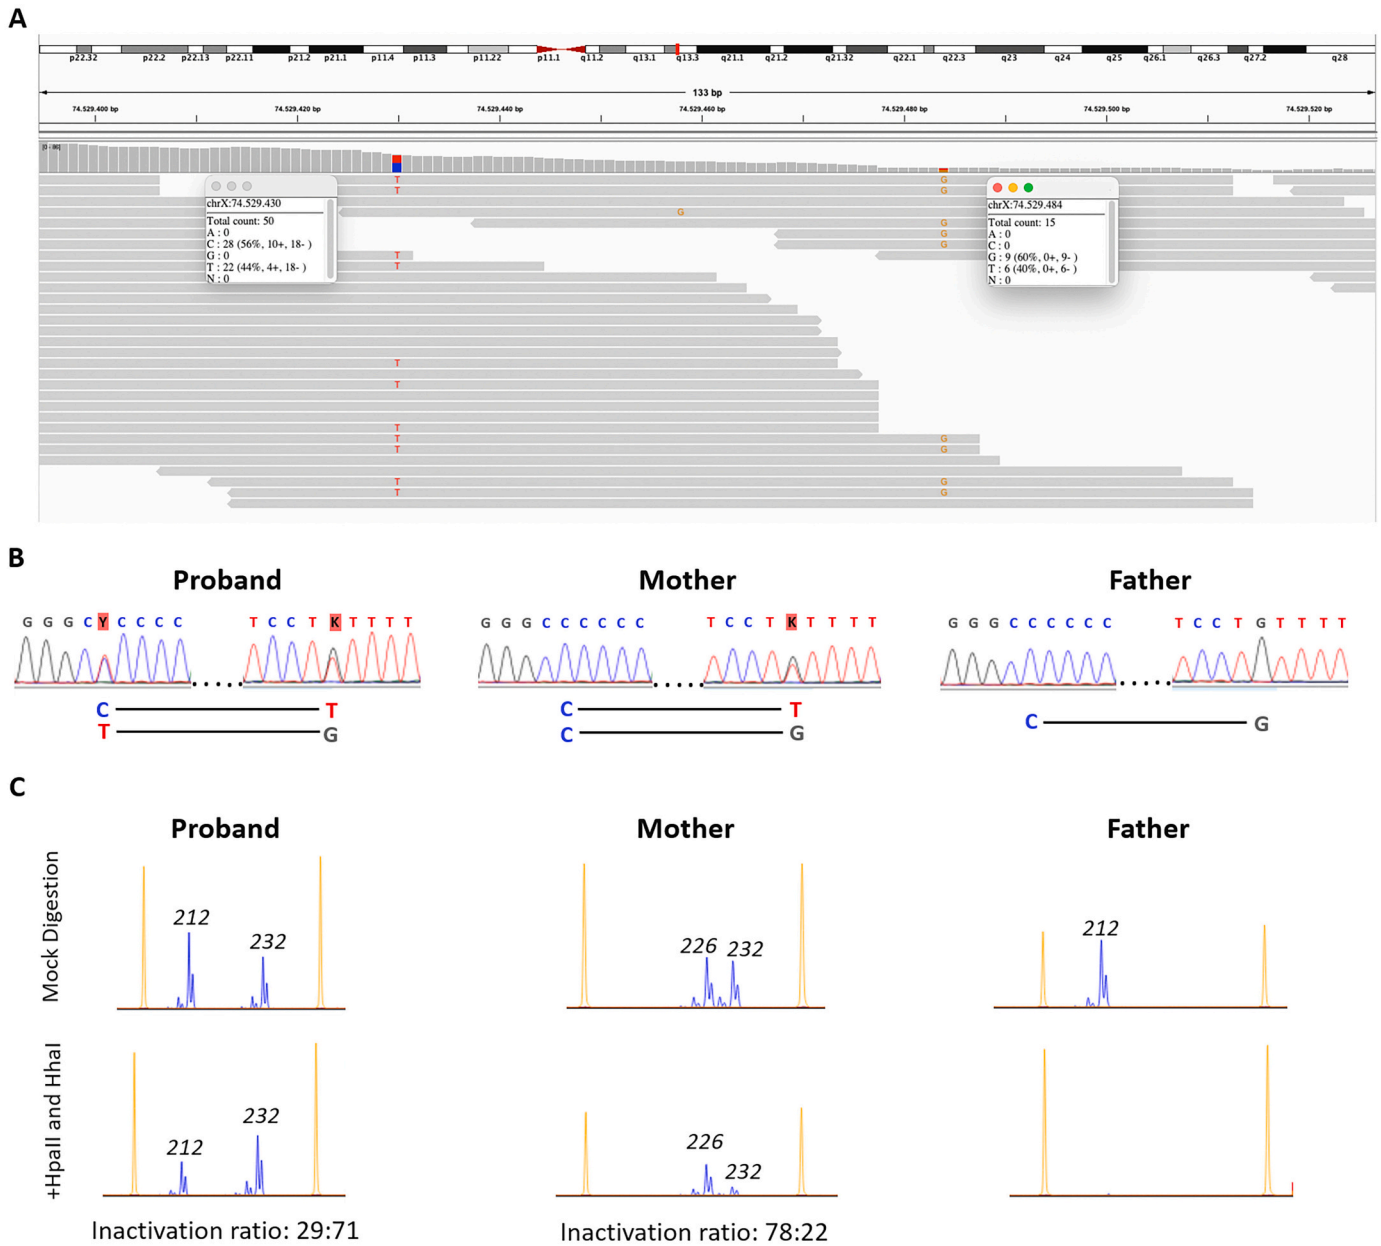 A
p22.32 p22.2 p22.13 p22.11 p21.2 p21.1 p11.4 p11.3 p11.22 p11.1 q11.2 q13.1 q13.3 q21.1 q21.2 q21.32 q22.1 q22.3 q23 q24 q25 q26.1 q26.3 q27.2 q28
133 bp
74.529.400 bp 74.529.420 bp 74.529.440 bp 74.529.460 bp 74.529.480 bp 74.529.500 bp 74.529.520 bp
[0 - 86]
T G
T G
G
G
G
G
T
T
T
T
T
T G
T G
T G
T G
chrX:74.529.430
Total count: 50
A : 0
C : 28 (56%, 10+, 18- )
G : 0
T : 22 (44%, 4+, 18- )
N : 0
chrX:74.529.484
Total count: 15
A : 0
C : 0
G : 9 (60%, 0+, 9- )
T : 6 (40%, 0+, 6- )
N : 0
B
Proband Mother Father
G G G C Y C C C C T C C T K T T T T
G G G C C C C C C T C C T K T T T T
G G G C C C C C C T C C T G T T T T
C T
T G
C T
C G
C G
C
Proband Mother Father
Mock Digestion
212 232
226 232
212
+HpaII and HhaI
212 232
226 232
Inactivation ratio: 29:71
Inactivation ratio: 78:22